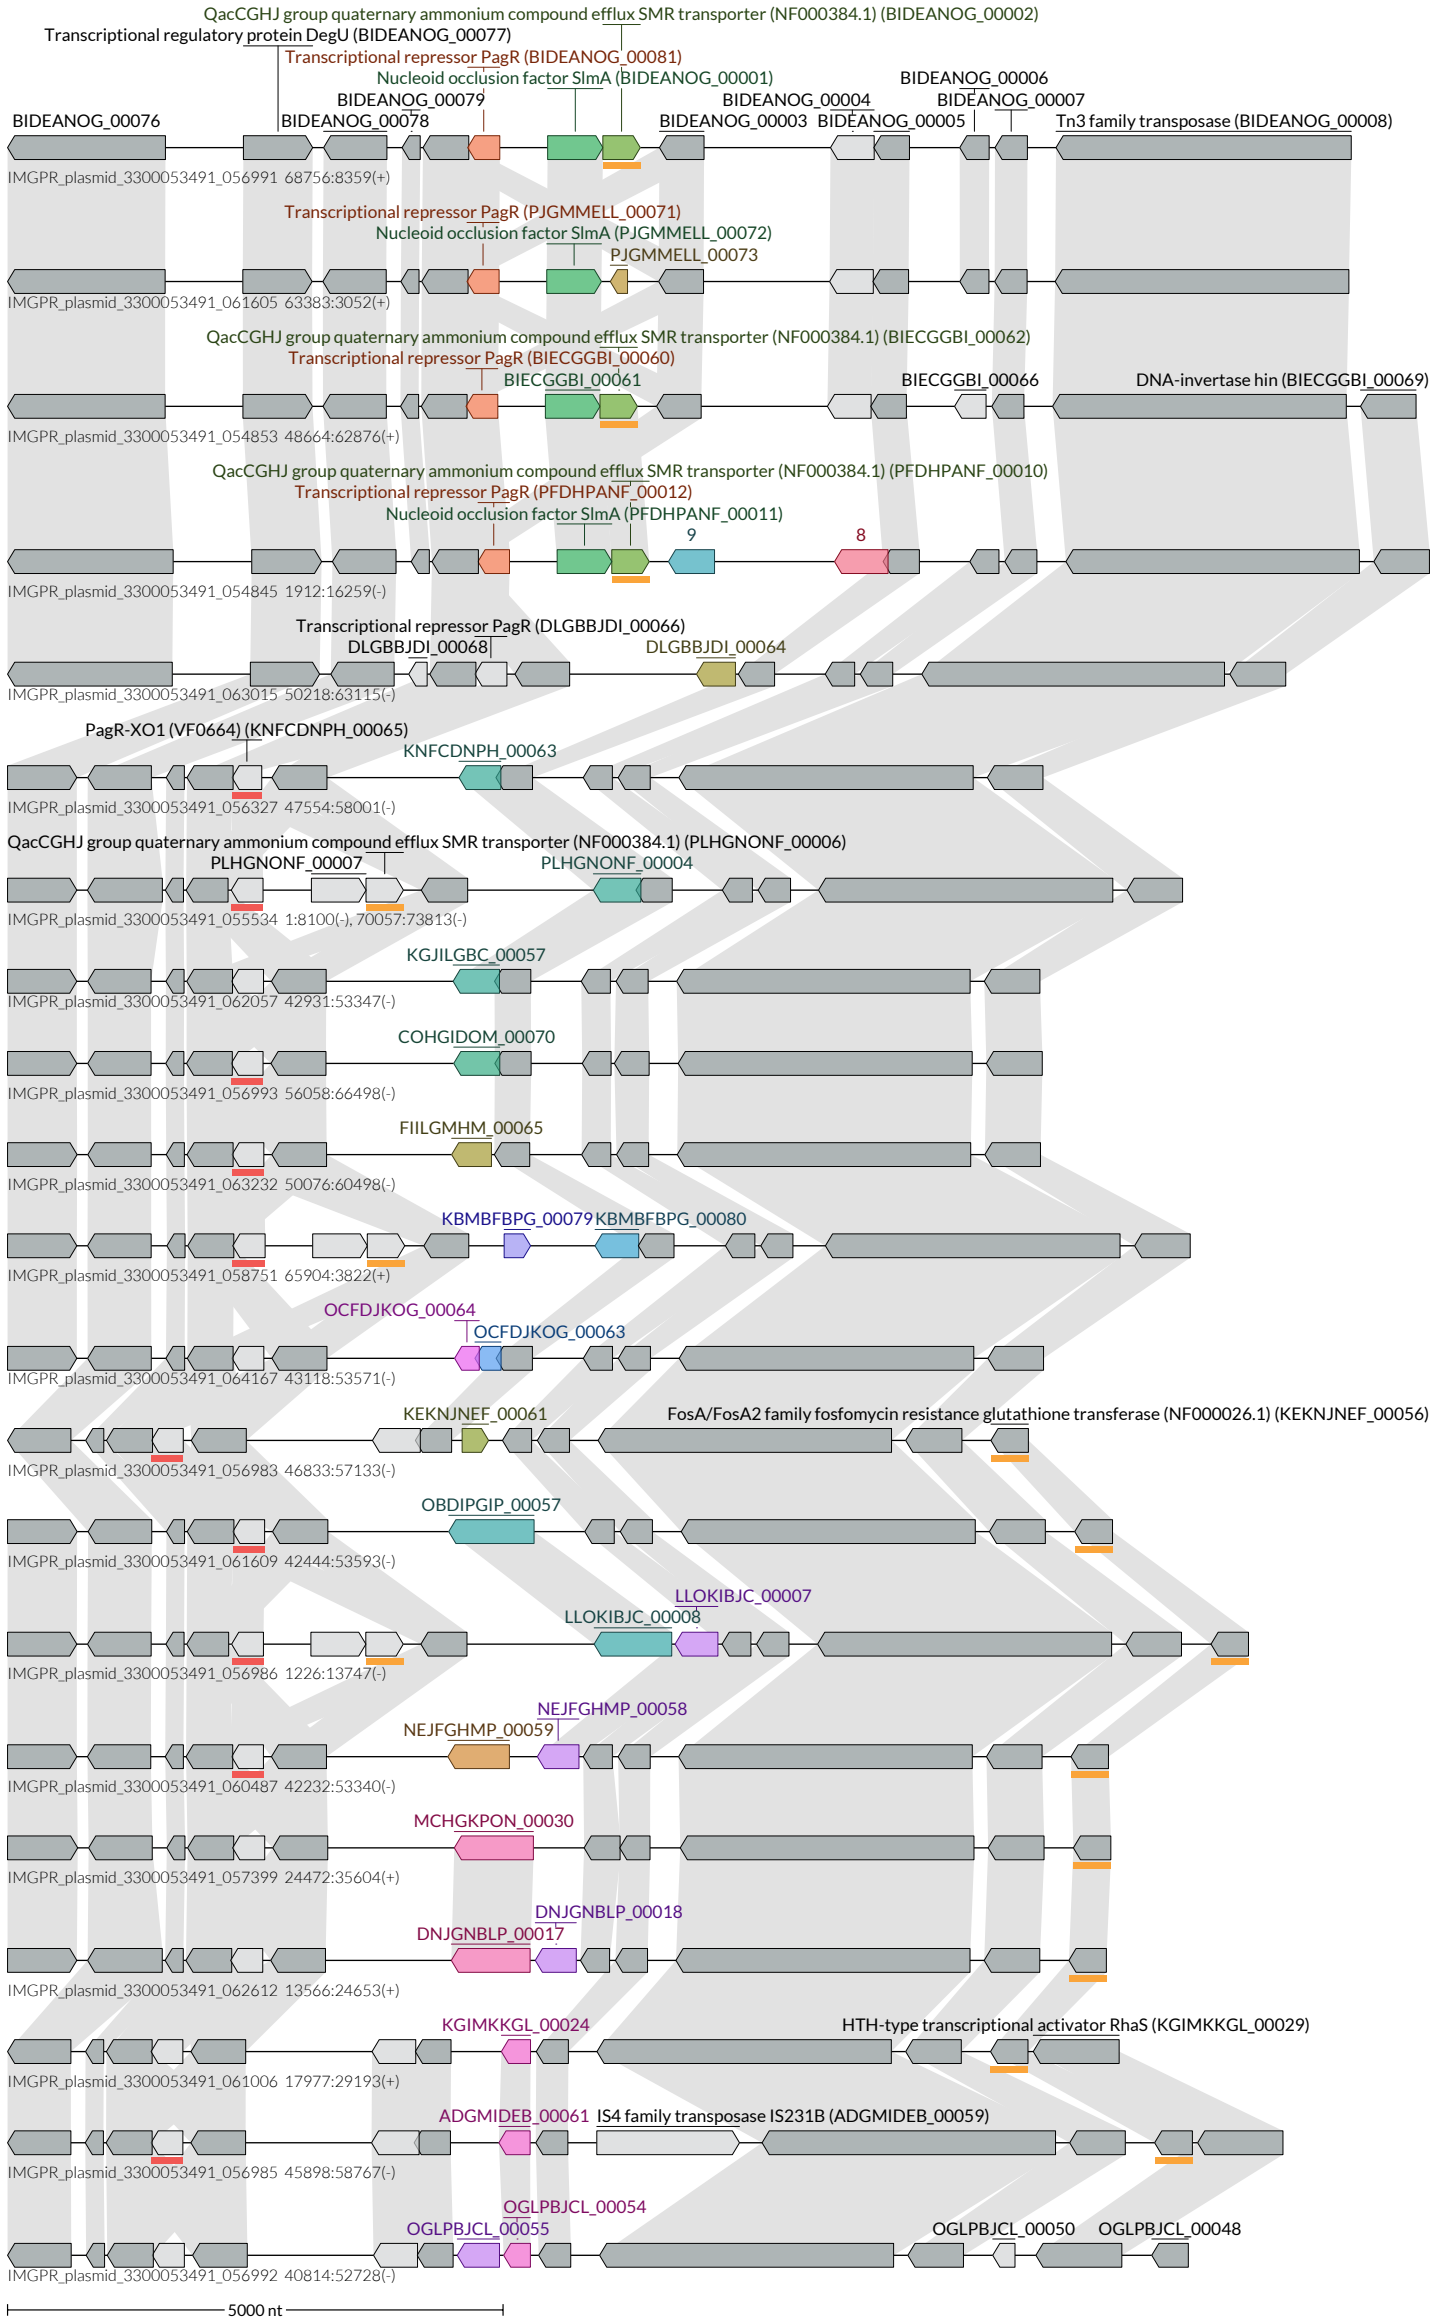 QacCGHJ group quaternary ammonium compound efflux SMR transporter (NF000384.1) (BIDEANOG_00002)
Transcriptional regulatory protein DegU (BIDEANOG_00077)
Transcriptional repressor PagR (BIDEANOG_00081)
Nucleoid occlusion factor SlmA (BIDEANOG_00001)
BIDEANOG_00006
BIDEANOG_00079
BIDEANOG_00004
BIDEANOG_00007
BIDEANOG_00076
BIDEANOG_00078
BIDEANOG_00003
BIDEANOG_00005
Tn3 family transposase (BIDEANOG_00008)
IMGPR_plasmid_3300053491_056991 68756:8359(+)
Transcriptional repressor PagR (PJGMMELL_00071)
Nucleoid occlusion factor SlmA (PJGMMELL_00072)
PJGMMELL_00073
IMGPR_plasmid_3300053491_061605 63383:3052(+)
QacCGHJ group quaternary ammonium compound efflux SMR transporter (NF000384.1) (BIECGGBI_00062)
Transcriptional repressor PagR (BIECGGBI_00060)
BIECGGBI_00061
BIECGGBI_00066
DNA-invertase hin (BIECGGBI_00069)
IMGPR_plasmid_3300053491_054853 48664:62876(+)
QacCGHJ group quaternary ammonium compound efflux SMR transporter (NF000384.1) (PFDHPANF_00010)
Transcriptional repressor PagR (PFDHPANF_00012)
Nucleoid occlusion factor SlmA (PFDHPANF_00011)
9
8
IMGPR_plasmid_3300053491_054845 1912:16259(-)
Transcriptional repressor PagR (DLGBBJDI_00066)
DLGBBJDI_00068
DLGBBJDI_00064
IMGPR_plasmid_3300053491_063015 50218:63115(-)
PagR-XO1 (VF0664) (KNFCDNPH_00065)
KNFCDNPH_00063
IMGPR_plasmid_3300053491_056327 47554:58001(-)
QacCGHJ group quaternary ammonium compound efflux SMR transporter (NF000384.1) (PLHGNONF_00006)
PLHGNONF_00007
PLHGNONF_00004
IMGPR_plasmid_3300053491_055534 1:8100(-), 70057:73813(-)
KGJILGBC_00057
IMGPR_plasmid_3300053491_062057 42931:53347(-)
COHGIDOM_00070
IMGPR_plasmid_3300053491_056993 56058:66498(-)
FIILGMHM_00065
IMGPR_plasmid_3300053491_063232 50076:60498(-)
KBMBFBPG_00079
KBMBFBPG_00080
IMGPR_plasmid_3300053491_058751 65904:3822(+)
OCFDJKOG_00064
OCFDJKOG_00063
IMGPR_plasmid_3300053491_064167 43118:53571(-)
KEKNJNEF_00061
FosA/FosA2 family fosfomycin resistance glutathione transferase (NF000026.1) (KEKNJNEF_00056)
IMGPR_plasmid_3300053491_056983 46833:57133(-)
OBDIPGIP_00057
IMGPR_plasmid_3300053491_061609 42444:53593(-)
LLOKIBJC_00007
LLOKIBJC_00008
IMGPR_plasmid_3300053491_056986 1226:13747(-)
NEJFGHMP_00058
NEJFGHMP_00059
IMGPR_plasmid_3300053491_060487 42232:53340(-)
MCHGKPON_00030
IMGPR_plasmid_3300053491_057399 24472:35604(+)
DNJGNBLP_00018
DNJGNBLP_00017
IMGPR_plasmid_3300053491_062612 13566:24653(+)
KGIMKKGL_00024
HTH-type transcriptional activator RhaS (KGIMKKGL_00029)
IMGPR_plasmid_3300053491_061006 17977:29193(+)
ADGMIDEB_00061
IS4 family transposase IS231B (ADGMIDEB_00059)
IMGPR_plasmid_3300053491_056985 45898:58767(-)
OGLPBJCL_00054
OGLPBJCL_00055
OGLPBJCL_00050
OGLPBJCL_00048
IMGPR_plasmid_3300053491_056992 40814:52728(-)
5000 nt